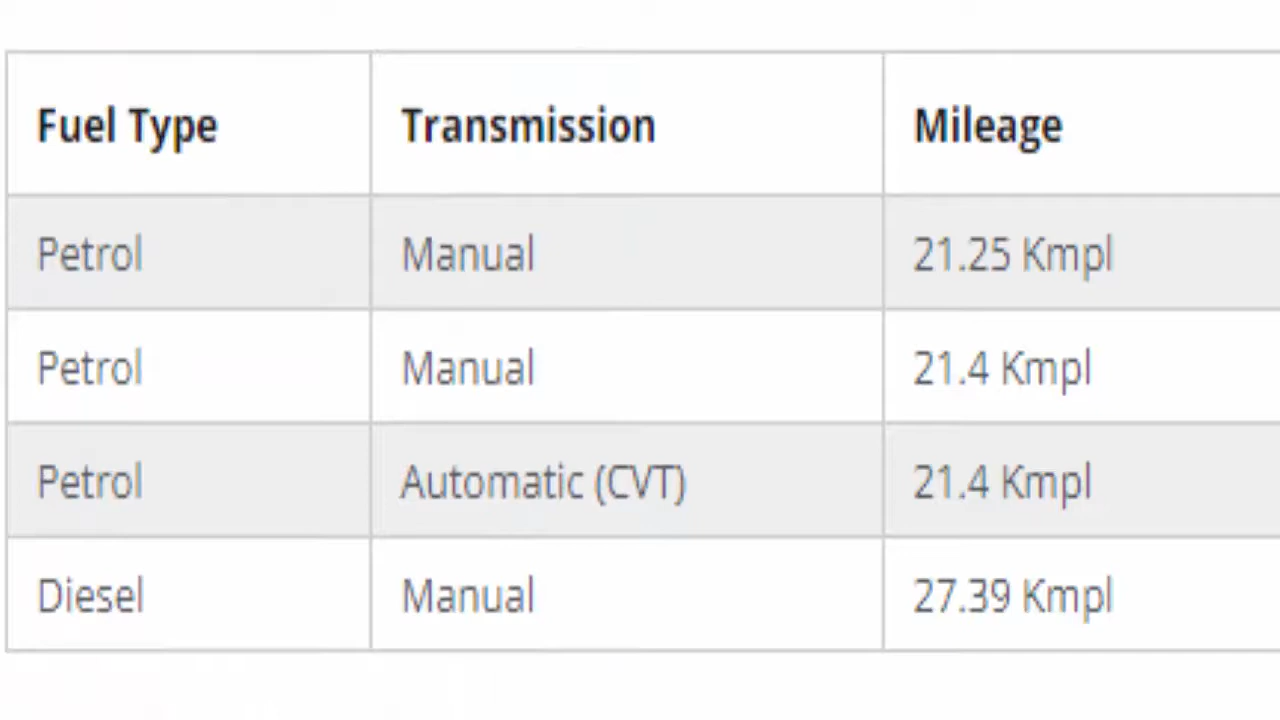 Fuel Type Transmission Mileage
Petrol Manual 21.25 Kmpl
Petrol Manual 21.4 Kmpl
Petrol Automatic (CVT) 21.4 Kmpl
Diesel Manual 27.39 Kmpl